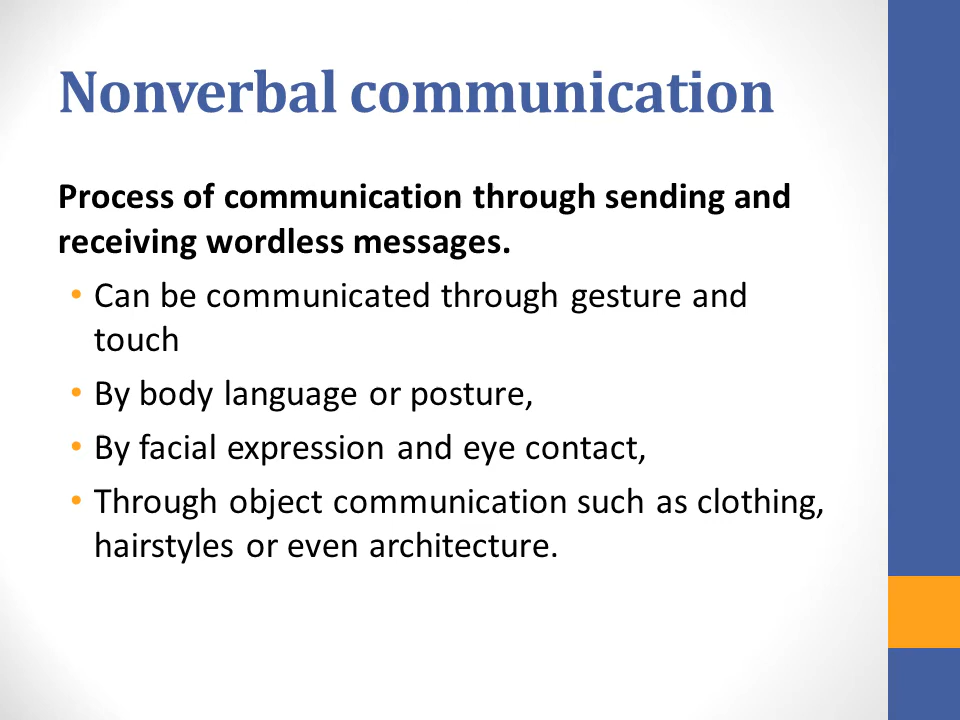 Nonverbal communication
Process of communication through sending and
receiving wordless messages.
• Can be communicated through gesture and
touch
• By body language or posture,
• By facial expression and eye contact,
• Through object communication such as clothing,
hairstyles or even architecture.